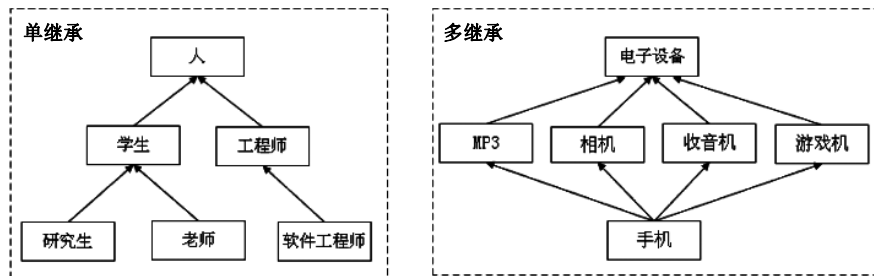 单继承
人
学生
工程师
研究生
老师
软件工程师
多继承
电子设备
MP3
相机
收音机
游戏机
手机